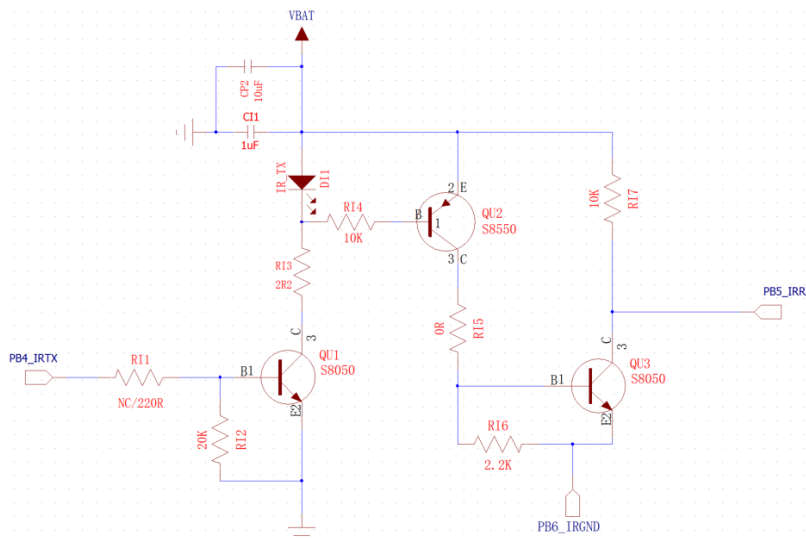 VBAT
CP2
10uF
CI1
1uF
IR_TX
DI1
RI4
10K
B
1
2
E
QU2
S8550
3
C
10K
RI7
RI3
2R2
0R
RI5
PB5_IRR
C
3
QU1
S8050
B1
E2
PB4_IRTX
RI1
NC/220R
20K
RI2
C
3
QU3
S8050
B1
E2
RI6
2.2K
PB6_IRGND